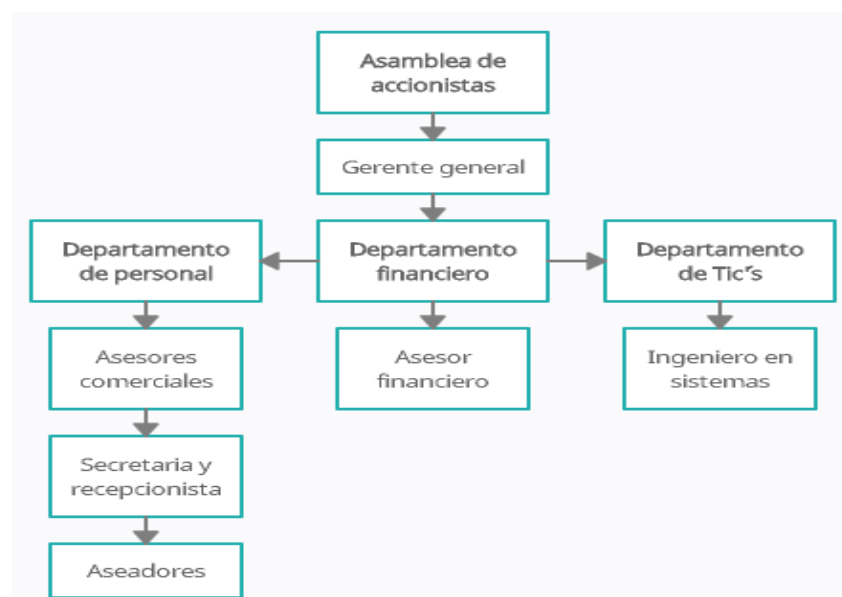 Asamblea de
accionistas
Gerente general
Departamento
de personal
Departamento
financiero
Departamento
de Tic's
Asesores
comerciales
Asesor
financiero
Ingeniero en
sistemas
Secretaria y
recepcionista
Aseadores